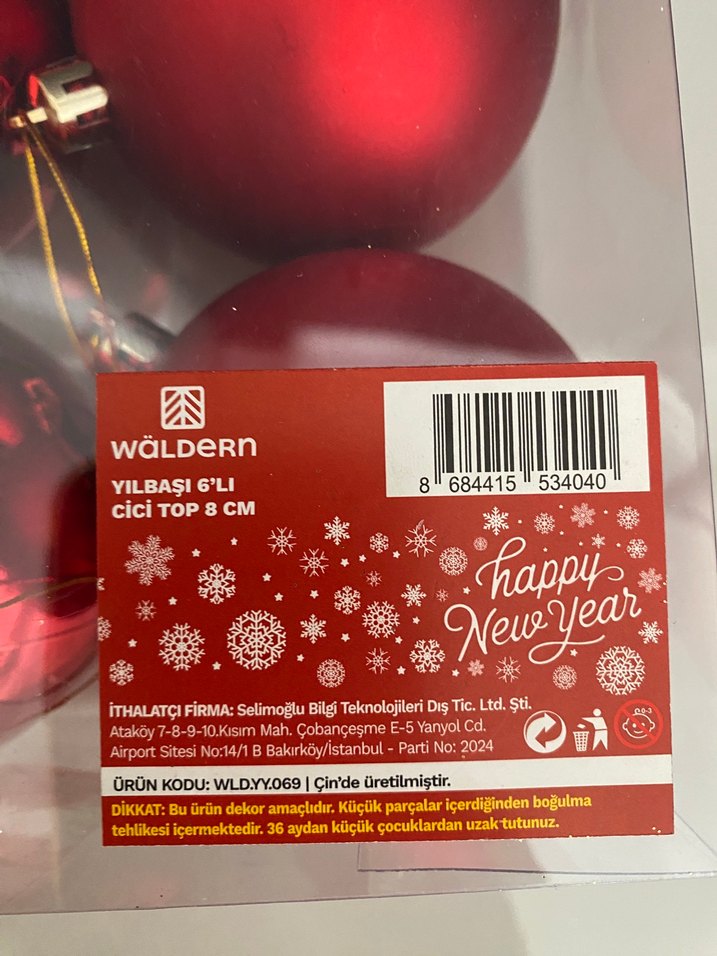 WÄLDERN
YILBAŞI 6'LI
CİCİ TOP 8 CM
8 684415 534040
happy
New Year
İTHALATÇI FİRMA: Selimoğlu Bilgi Teknolojileri Dış Tic. Ltd. Şti.
Ataköy 7-8-9-10.Kısım Mah. Çobançeşme E-5 Yanyol Cd.
Airport Sitesi No:14/1 B Bakırköy/İstanbul - Parti No: 2024
0-3
ÜRÜN KODU: WLD.YY.069 | Çin'de üretilmiştir.
DİKKAT: Bu ürün dekor amaçlıdır. Küçük parçalar içerdiğinden boğulma
tehlikesi içermektedir. 36 aydan küçük çocuklardan uzak tutunuz.